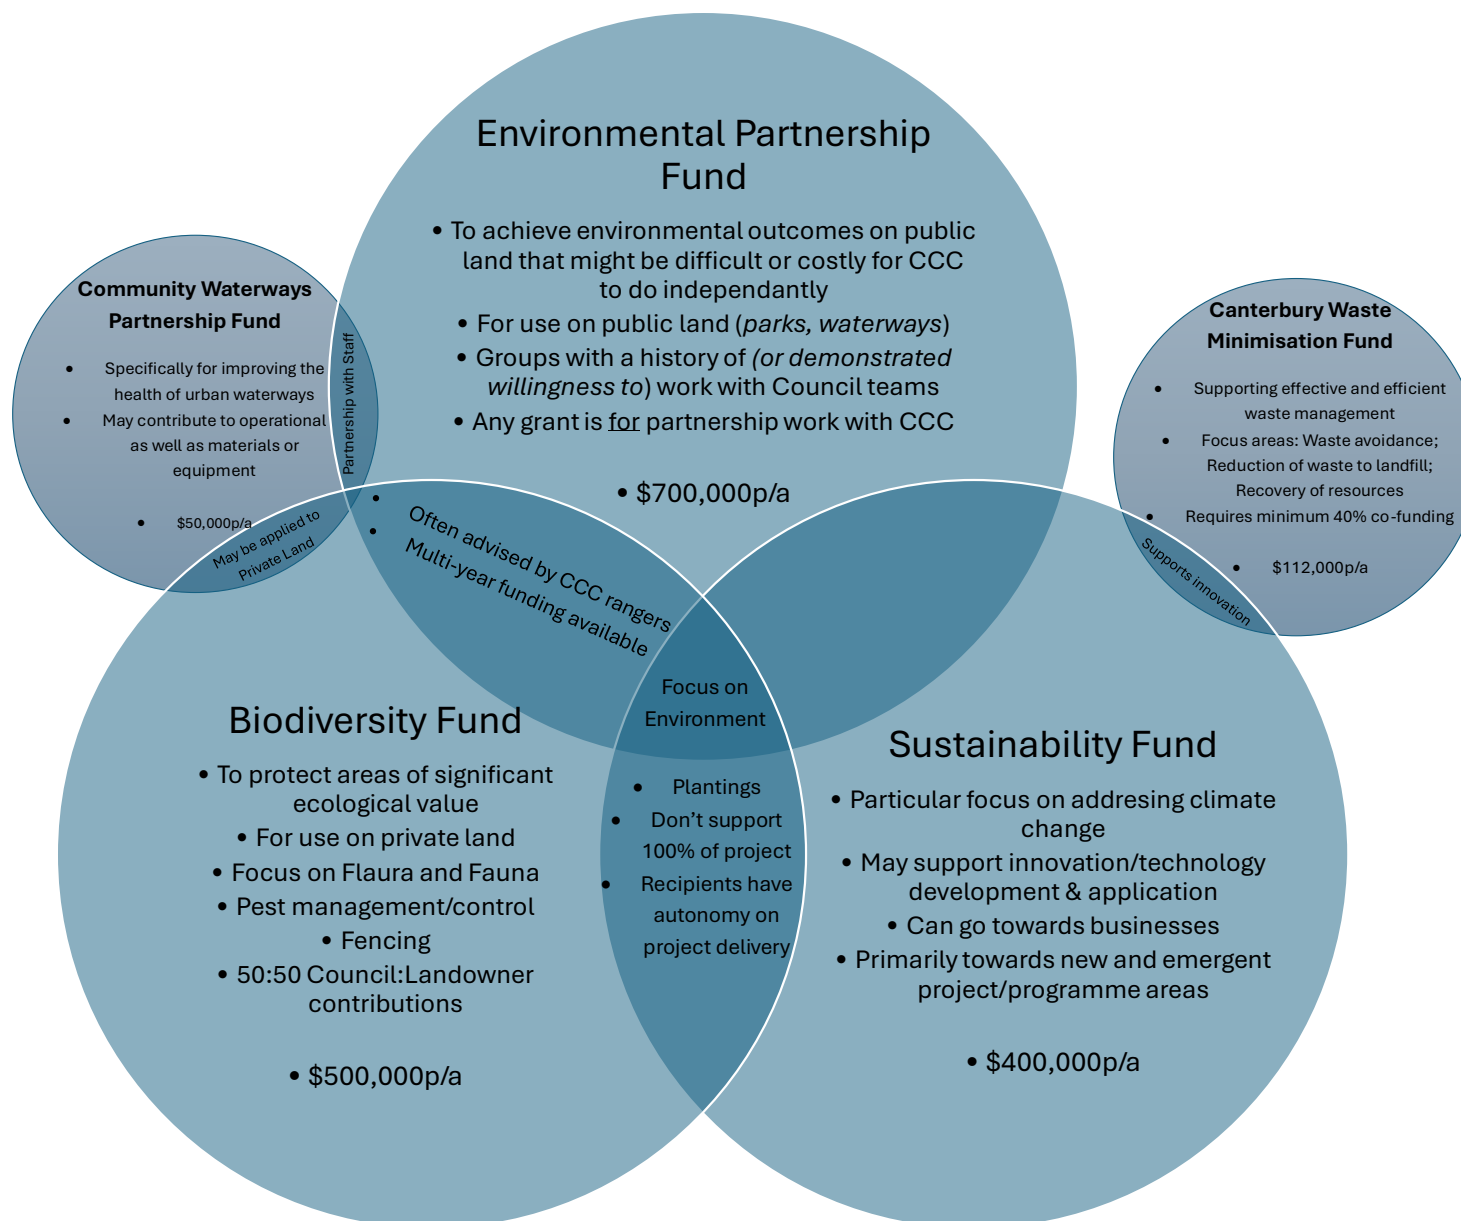 Environmental Partnership
Fund
• To achieve environmental outcomes on public
land that might be difficult or costly for CCC
to do independantly
• For use on public land (parks, waterways)
• Groups with a history of (or demonstrated
willingness to) work with Council teams
• Any grant is for partnership work with CCC
• $700,000p/a
Community Waterways
Partnership Fund
• Specifically for improving the
health of urban waterways
• May contribute to operational
as well as materials or
equipment
• $50,000p/a
Partnership with Staff
May be applied to
Private Land
Canterbury Waste
Minimisation Fund
• Supporting effective and efficient
waste management
• Focus areas: Waste avoidance;
Reduction of waste to landfill;
Recovery of resources
• Requires minimum 40% co-funding
• $112,000p/a
Supports innovation
• Often advised by CCC rangers
• Multi-year funding available
Focus on
Environment
Biodiversity Fund
• To protect areas of significant
ecological value
• For use on private land
• Focus on Flaura and Fauna
• Pest management/control
• Fencing
• 50:50 Council:Landowner
contributions
• $500,000p/a
• Plantings
• Don’t support
100% of project
• Recipients have
autonomy on
project delivery
Sustainability Fund
• Particular focus on addresing climate
change
• May support innovation/technology
development & application
• Can go towards businesses
• Primarily towards new and emergent
project/programme areas
• $400,000p/a